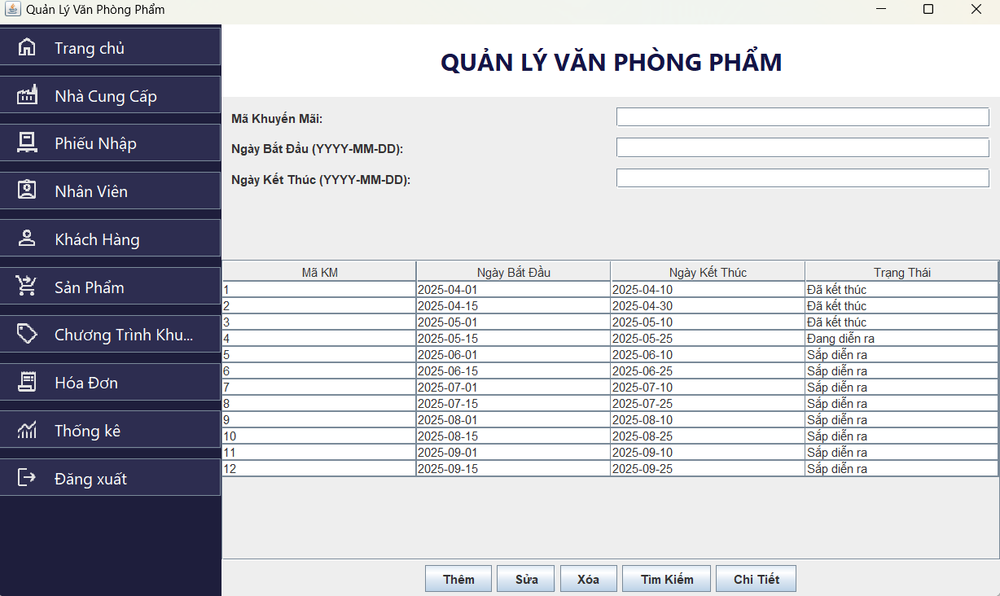 Quản Lý Văn Phòng Phẩm
Trang chủ
Nhà Cung Cấp
Phiếu Nhập
Nhân Viên
Khách Hàng
Sản Phẩm
Chương Trình Khu...
Hóa Đơn
Thống kê
Đăng xuất
QUẢN LÝ VĂN PHÒNG PHẨM
Mã Khuyến Mãi:
Ngày Bắt Đầu (YYYY-MM-DD):
Ngày Kết Thúc (YYYY-MM-DD):
Mã KM Ngày Bắt Đầu Ngày Kết Thúc Trạng Thái
1 2025-04-01 2025-04-10 Đã kết thúc
2 2025-04-15 2025-04-30 Đã kết thúc
3 2025-05-01 2025-05-10 Đã kết thúc
4 2025-05-15 2025-05-25 Đang diễn ra
5 2025-06-01 2025-06-10 Sắp diễn ra
6 2025-06-15 2025-06-25 Sắp diễn ra
7 2025-07-01 2025-07-10 Sắp diễn ra
8 2025-07-15 2025-07-25 Sắp diễn ra
9 2025-08-01 2025-08-10 Sắp diễn ra
10 2025-08-15 2025-08-25 Sắp diễn ra
11 2025-09-01 2025-09-10 Sắp diễn ra
12 2025-09-15 2025-09-25 Sắp diễn ra
Thêm Sửa Xóa Tìm Kiếm Chi Tiết